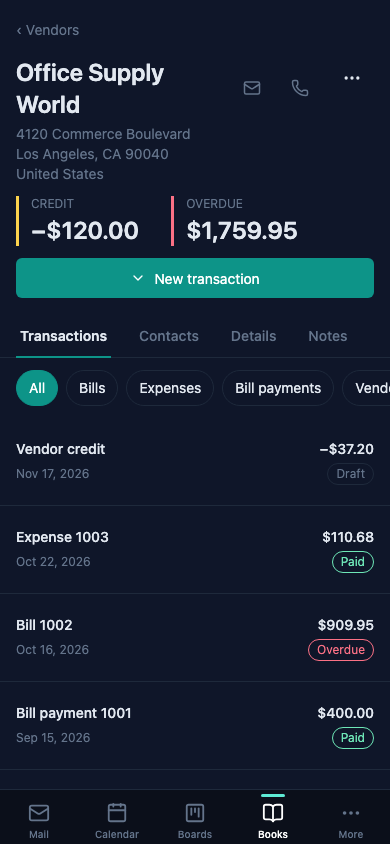 ‹ Vendors
Office Supply
World
4120 Commerce Boulevard
Los Angeles, CA 90040
United States
CREDIT
–$120.00
OVERDUE
$1,759.95
New transaction
Transactions
Contacts
Details
Notes
All
Bills
Expenses
Bill payments
Vend
Vendor credit
–$37.20
Nov 17, 2026
Draft
Expense 1003
$110.68
Oct 22, 2026
Paid
Bill 1002
$909.95
Oct 16, 2026
Overdue
Bill payment 1001
$400.00
Sep 15, 2026
Paid
Mail
Calendar
Boards
Books
More